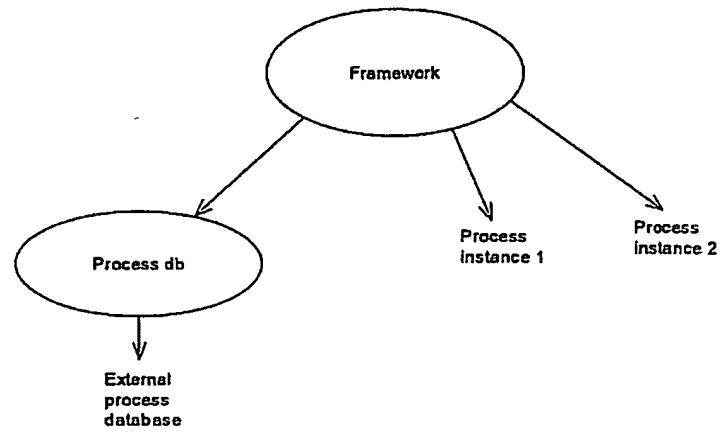 Framework
Process db
Process
instance 1
Process
instance 2
External
process
database